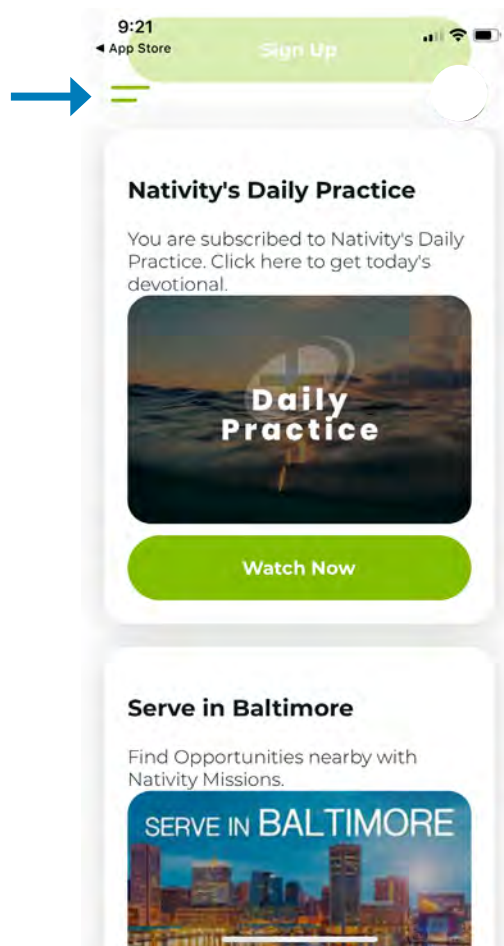 9:21
◄ App Store
Sign Up
Nativity's Daily Practice
You are subscribed to Nativity's Daily
Practice. Click here to get today's
devotional.
Daily
Practice
Watch Now
Serve in Baltimore
Find Opportunities nearby with
Nativity Missions.
SERVE IN BALTIMORE